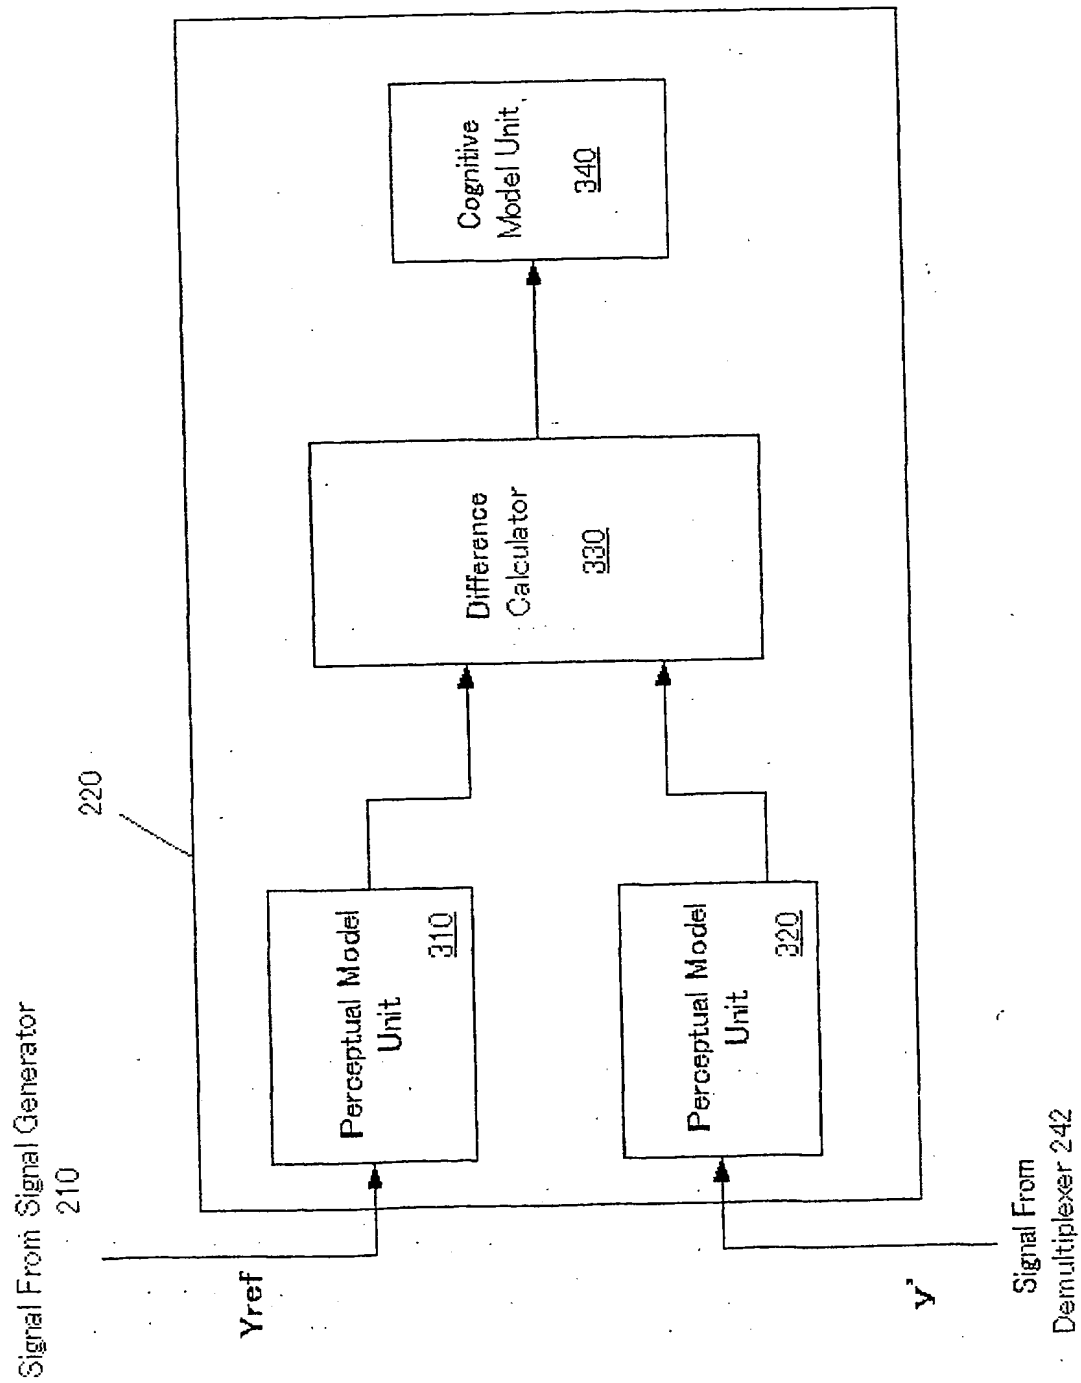 Signal From Signal Generator
210
Yref
220
Perceptual Model
Unit
310
Perceptual Model
Unit
320
Difference
Calculator
330
Cognitive
Model Unit
340
y'
Signal From
Demultiplexer 242